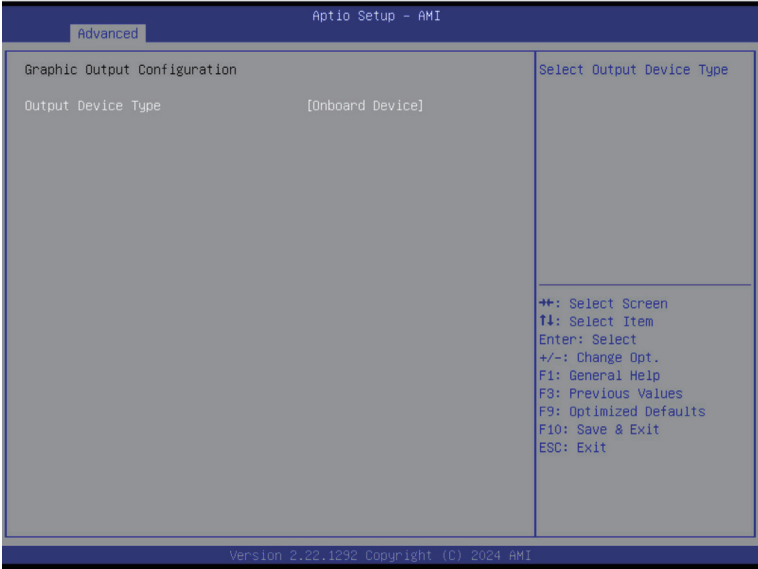 Aptio Setup – AMI
Advanced
Graphic Output Configuration
Output Device Type [Onboard Device]
Select Output Device Type
→←: Select Screen
↑↓: Select Item
Enter: Select
+/-: Change Opt.
F1: General Help
F3: Previous Values
F9: Optimized Defaults
F10: Save & Exit
ESC: Exit
Version 2.22.1292 Copyright (C) 2024 AMI